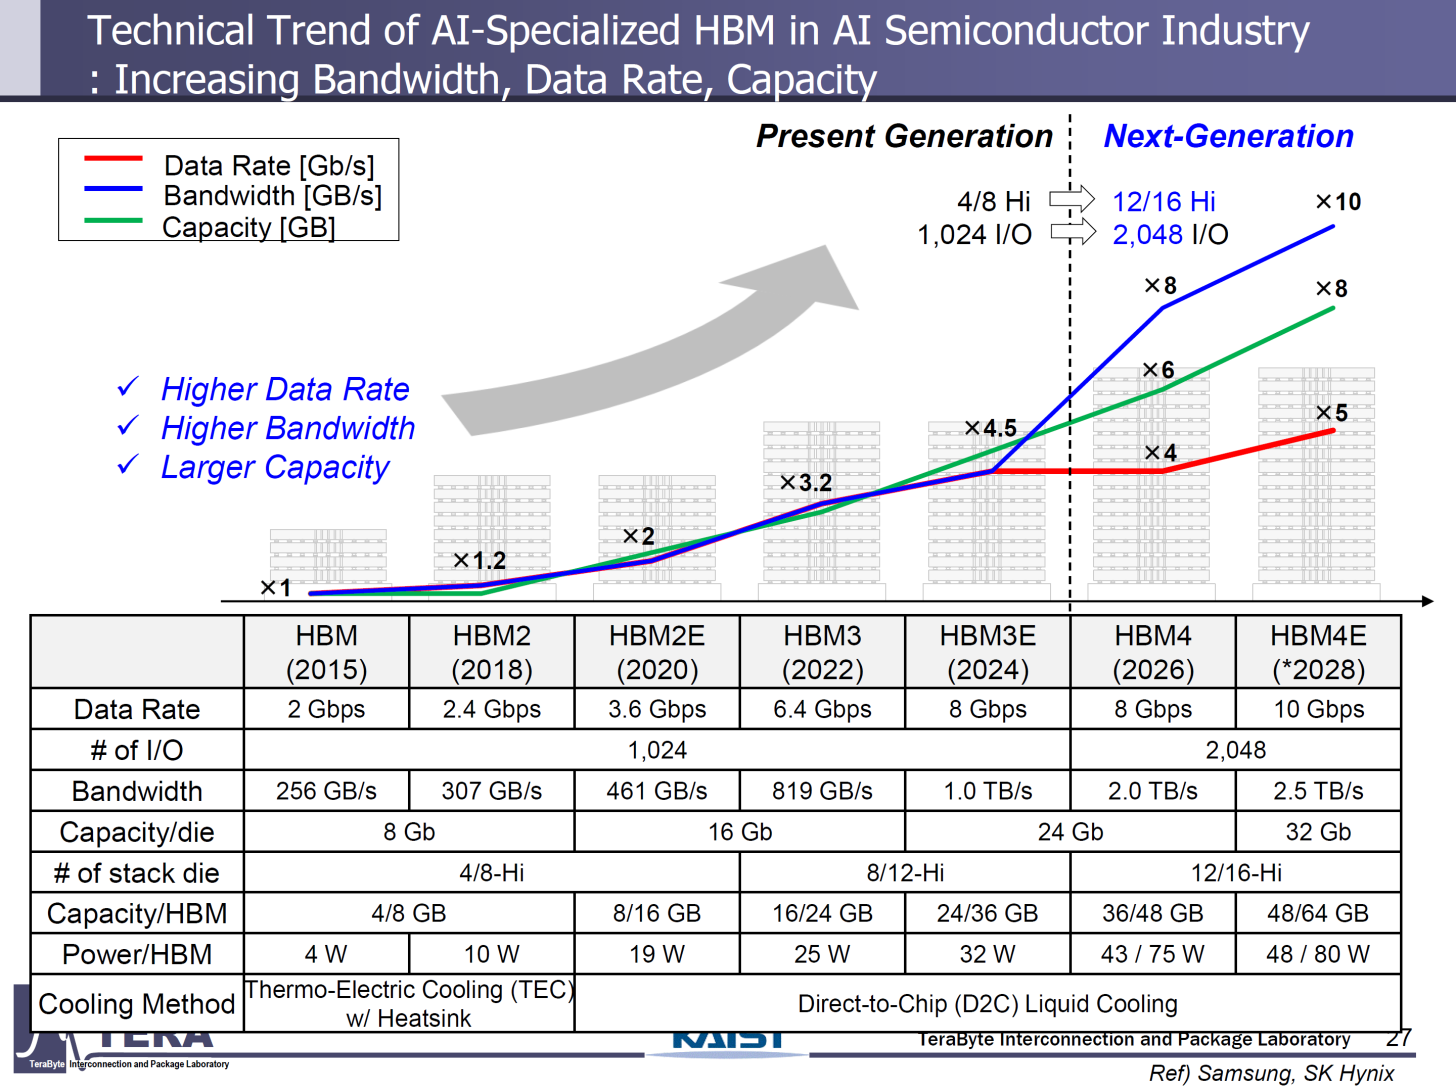 Technical Trend of AI-Specialized HBM in AI Semiconductor Industry
: Increasing Bandwidth, Data Rate, Capacity
Data Rate [Gb/s]
Bandwidth [GB/s]
Capacity [GB]
Present Generation
Next-Generation
4/8 Hi 12/16 Hi
1,024 I/O 2,048 I/O
✓ Higher Data Rate
✓ Higher Bandwidth
✓ Larger Capacity
×1
×1.2
×2
×3.2
×4.5
×8
×6
×4
×10
×8
×5
HBM (2015) HBM2 (2018) HBM2E (2020) HBM3 (2022) HBM3E (2024) HBM4 (2026) HBM4E (*2028)
Data Rate 2 Gbps 2.4 Gbps 3.6 Gbps 6.4 Gbps 8 Gbps 8 Gbps 10 Gbps
# of I/O 1,024 2,048
Bandwidth 256 GB/s 307 GB/s 461 GB/s 819 GB/s 1.0 TB/s 2.0 TB/s 2.5 TB/s
Capacity/die 8 Gb 16 Gb 24 Gb 32 Gb
# of stack die 4/8-Hi 8/12-Hi 12/16-Hi
Capacity/HBM 4/8 GB 8/16 GB 16/24 GB 24/36 GB 36/48 GB 48/64 GB
Power/HBM 4 W 10 W 19 W 25 W 32 W 43 / 75 W 48 / 80 W
Cooling Method Thermo-Electric Cooling (TEC) w/ Heatsink Direct-to-Chip (D2C) Liquid Cooling
TERA
TeraByte Interconnection and Package Laboratory
KAIST
TeraByte Interconnection and Package Laboratory 27
Ref) Samsung, SK Hynix